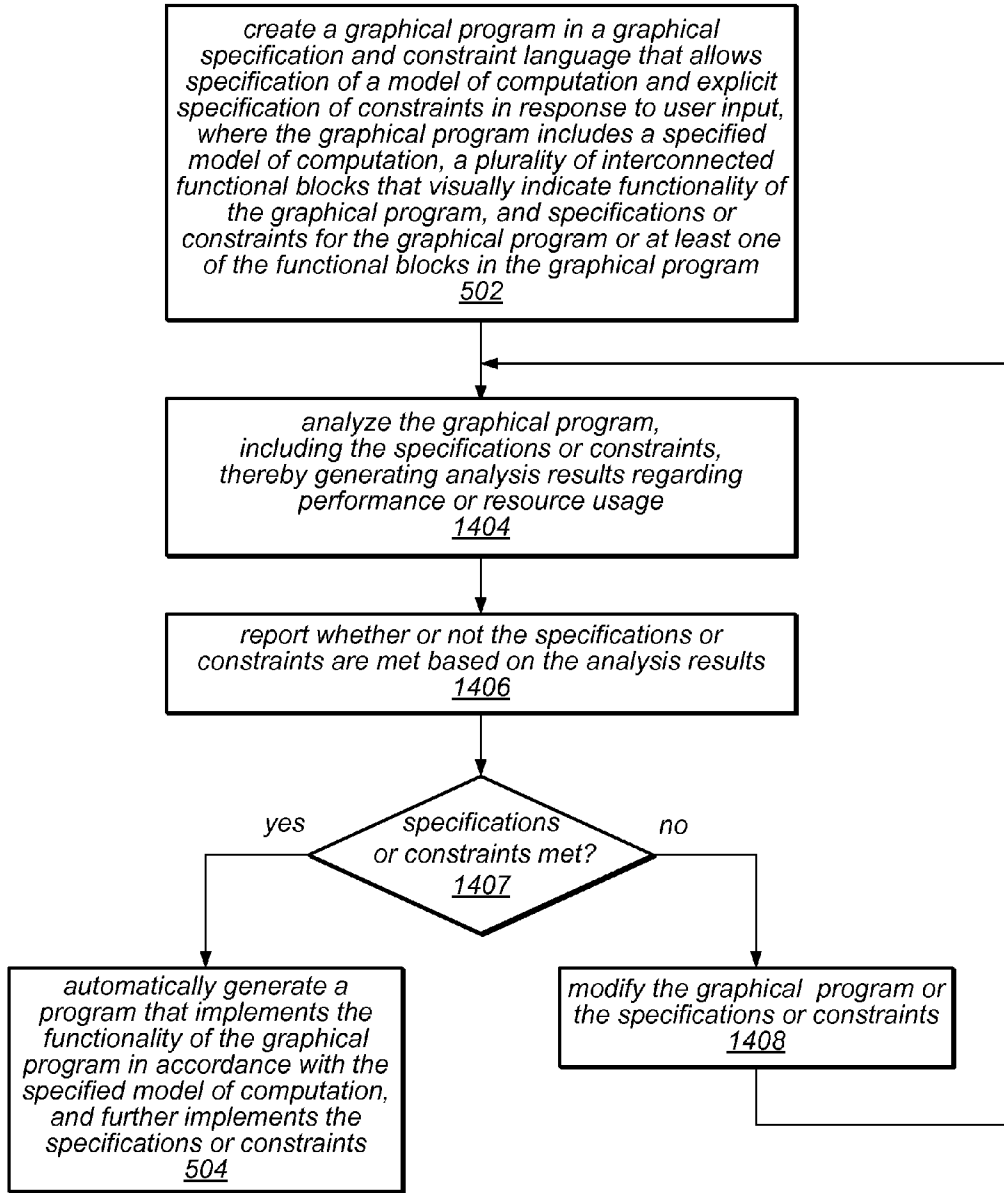 create a graphical program in a graphical
specification and constraint language that allows
specification of a model of computation and explicit
specification of constraints in response to user input,
where the graphical program includes a specified
model of computation, a plurality of interconnected
functional blocks that visually indicate functionality of
the graphical program, and specifications or
constraints for the graphical program or at least one
of the functional blocks in the graphical program
502
analyze the graphical program,
including the specifications or constraints,
thereby generating analysis results regarding
performance or resource usage
1404
report whether or not the specifications or
constraints are met based on the analysis results
1406
yes
specifications
or constraints met?
1407
no
automatically generate a
program that implements the
functionality of the graphical
program in accordance with the
specified model of computation,
and further implements the
specifications or constraints
504
modify the graphical program or
the specifications or constraints
1408